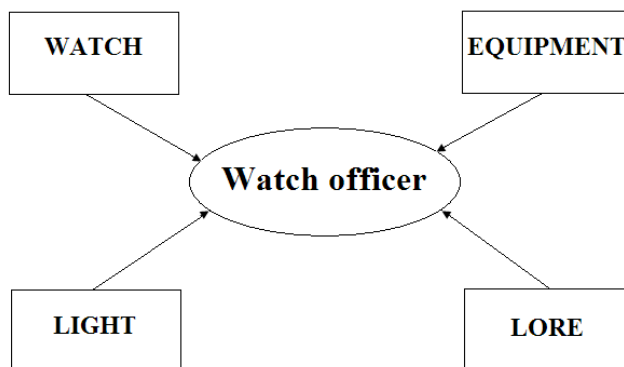 WATCH
EQUIPMENT
Watch officer
LIGHT
LORE